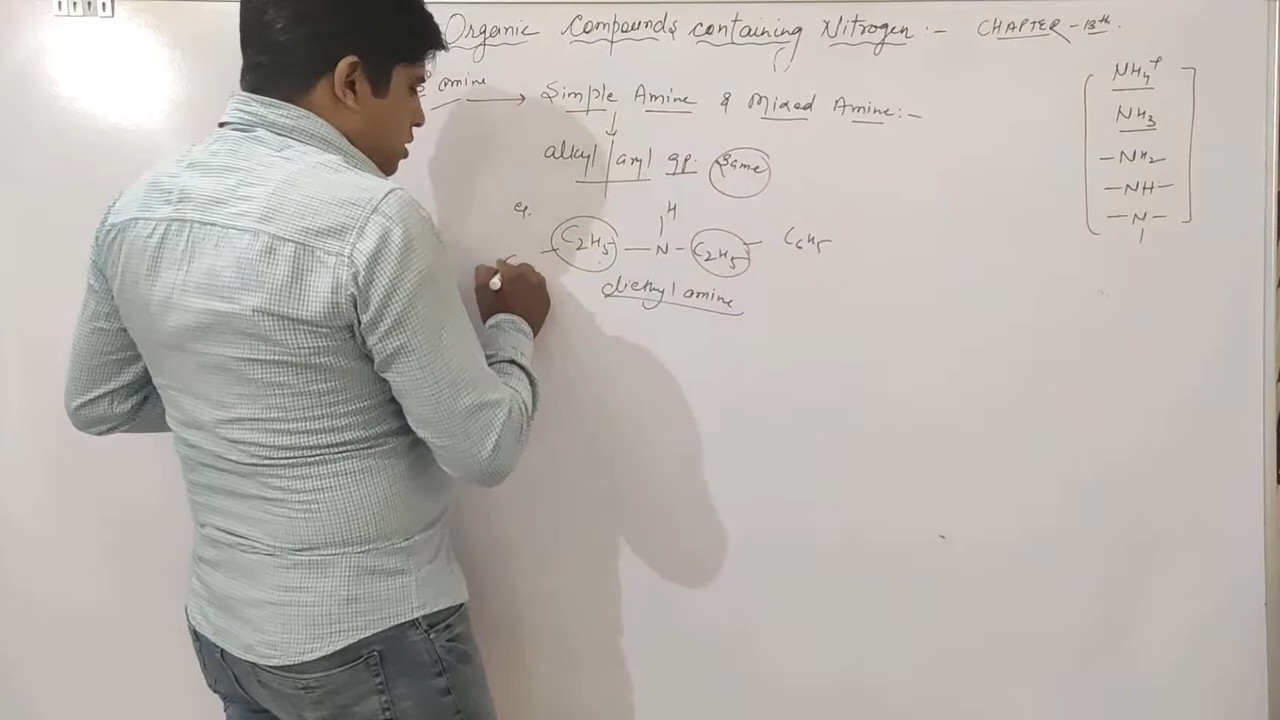 Organic Compounds containing Nitrogen :- CHAPTER-13th.
amine → Simple Amine & Mixed Amine :-
alkyl | aryl gp. Same
eg.
H
C2H5 — N — C2H5 — C6H5
diethyl amine
NH4+
NH3
—NH2
—NH—
—N—